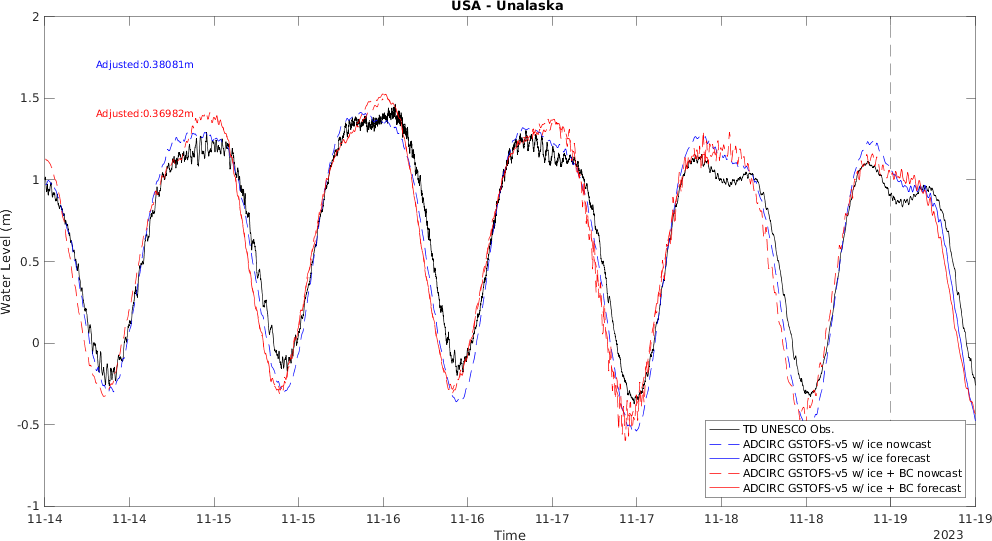 USA - Unalaska
2
Adjusted:0.38081m
1.5
Adjusted:0.36982m
1
0.5
0
-0.5
-1
Water Level (m)
TD UNESCO Obs.
ADCIRC GSTOFS-v5 w/ ice nowcast
ADCIRC GSTOFS-v5 w/ ice forecast
ADCIRC GSTOFS-v5 w/ ice + BC nowcast
ADCIRC GSTOFS-v5 w/ ice + BC forecast
11-14 11-14 11-15 11-15 11-16 11-16 11-17 11-17 11-18 11-18 11-19 11-19
Time
2023